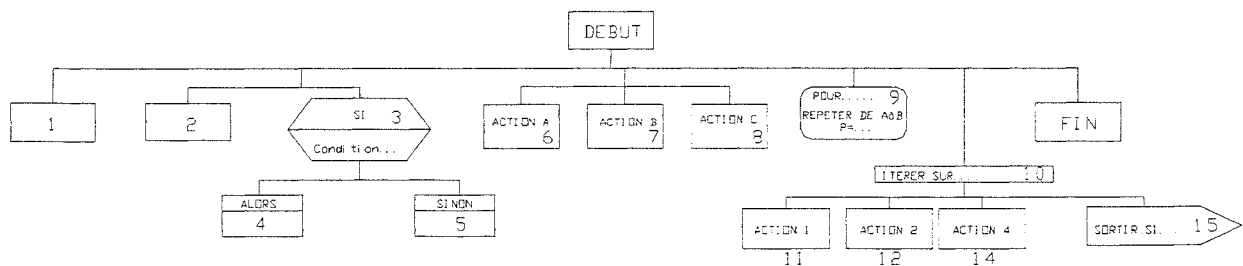 DEBUT
1
2
SI 3
Condition...
ACTION A
6
ACTION B
7
ACTION C
8
POUR..... 9
REPETER DE AàB
P=...
FIN
ALORS
4
SINON
5
ITERER SUR.... 10
ACTION 1
11
ACTION 2
12
ACTION 4
14
SORTIR SI... 15